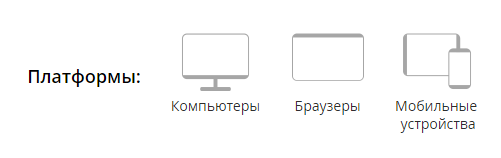 Платформы:
Компьютеры
Браузеры
Мобильные
устройства